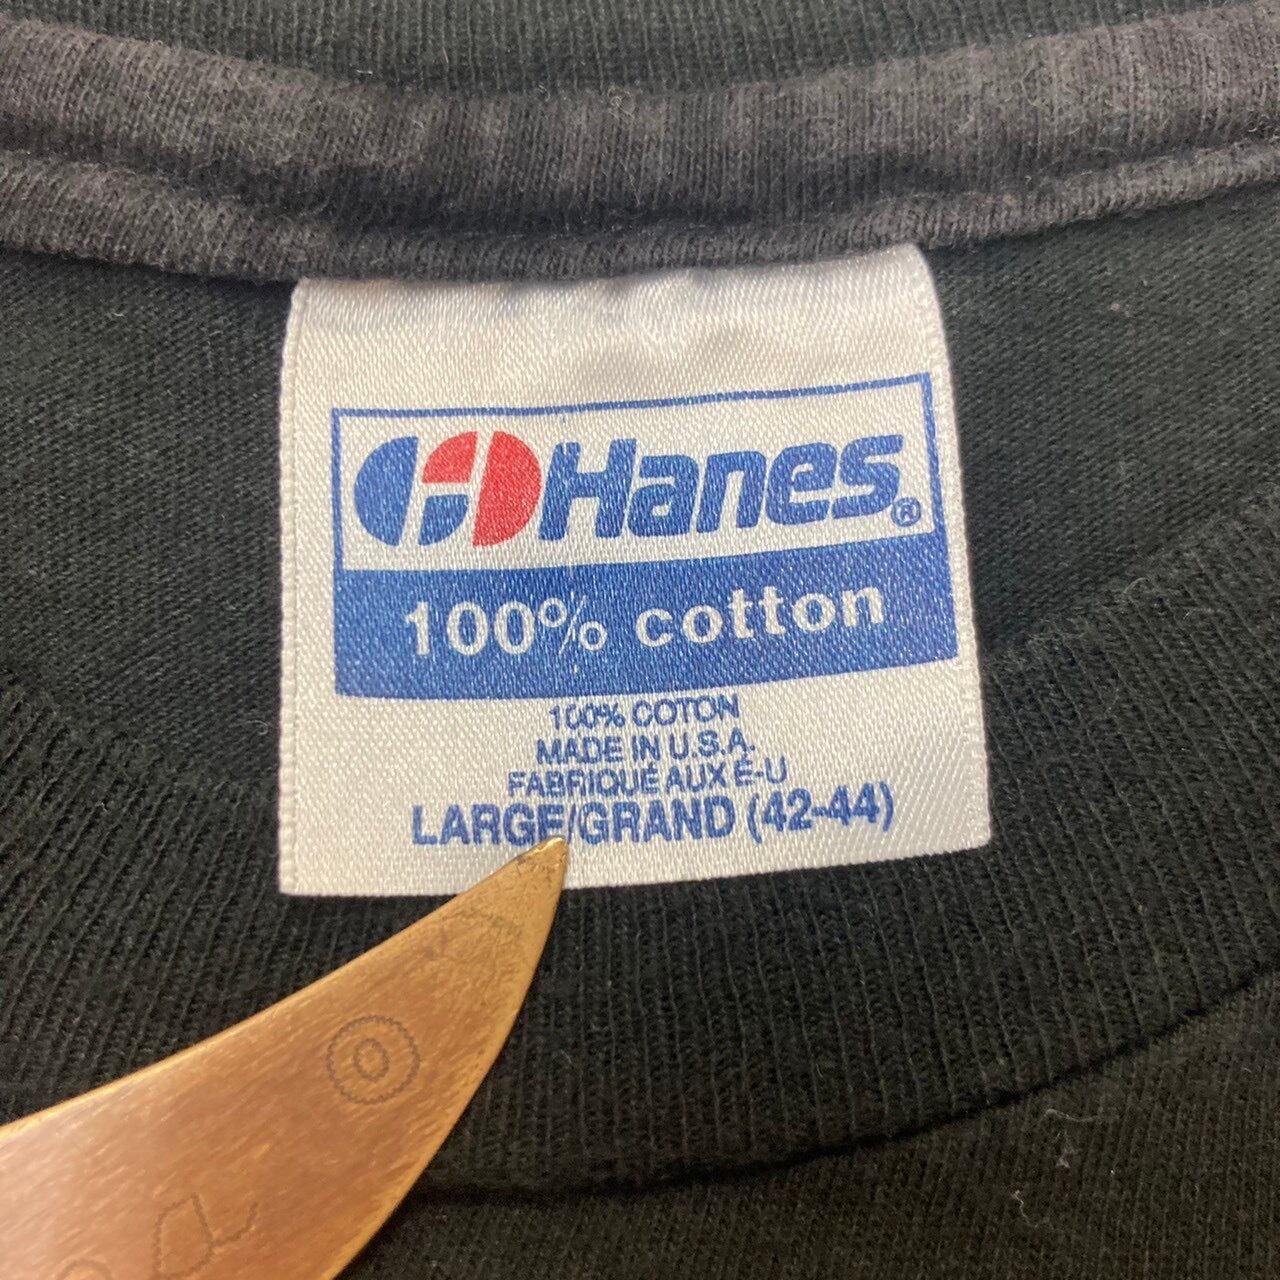 Hanes®
100% cotton
100% COTON
MADE IN U.S.A.
FABRIQUÉ AUX É-U
LARGE/GRAND (42-44)